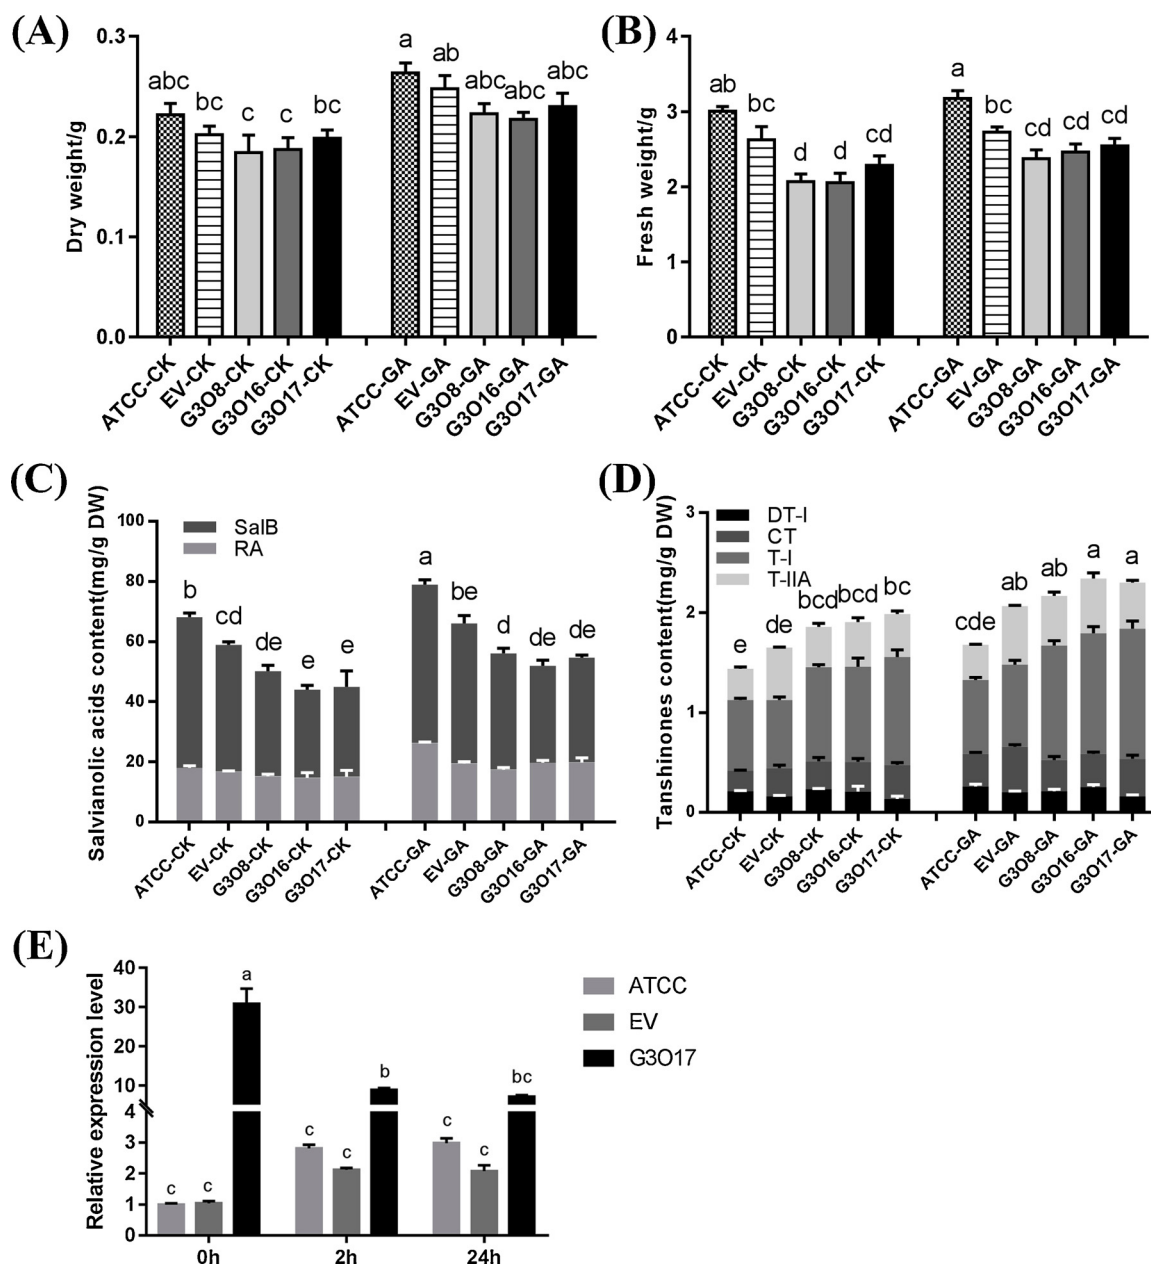 (A)
Dry weight/g
0.3
0.2
0.1
0.0
abc
bc
c
c
bc
a
ab
abc
abc
abc
ATCC-CK
EV-CK
G3O8-CK
G3O16-CK
G3O17-CK
ATCC-GA
EV-GA
G3O8-GA
G3O16-GA
G3O17-GA
(B)
Fresh weight/g
4
3
2
1
0
ab
bc
d
d
cd
a
bc
cd
cd
cd
ATCC-CK
EV-CK
G3O8-CK
G3O16-CK
G3O17-CK
ATCC-GA
EV-GA
G3O8-GA
G3O16-GA
G3O17-GA
(C)
Salvianolic acids content(mg/g DW)
100
80
60
40
20
0
SalB
RA
b
cd
de
e
e
a
be
d
de
de
ATCC-CK
EV-CK
G3O8-CK
G3O16-CK
G3O17-CK
ATCC-GA
EV-GA
G3O8-GA
G3O16-GA
G3O17-GA
(D)
Tanshinones content(mg/g DW)
3
2
1
0
DT-I
CT
T-I
T-IIA
e
de
bcd
bcd
bc
cde
ab
ab
a
a
ATCC-CK
EV-CK
G3O8-CK
G3O16-CK
G3O17-CK
ATCC-GA
EV-GA
G3O8-GA
G3O16-GA
G3O17-GA
(E)
Relative expression level
40
30
20
10
4
3
2
1
0
c
c
a
c
c
b
c
c
bc
0h
2h
24h
ATCC
EV
G3O17